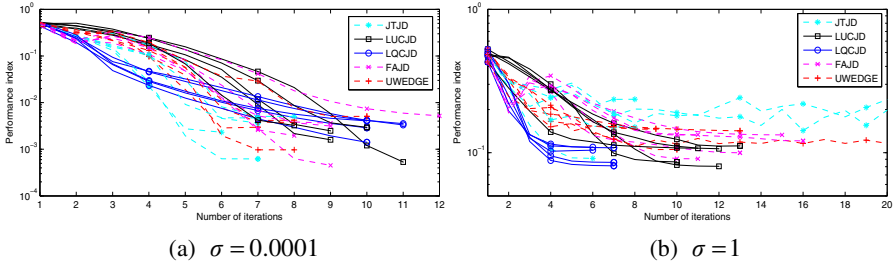 10^0
10^-1
10^-2
10^-3
10^-4
Performance index
1 2 3 4 5 6 7 8 9 10 11 12
Number of iterations
JTJD
LUCJD
LQCJD
FAJD
UWEDGE
(a) σ = 0.0001
10^-1
Performance index
2 4 6 8 10 12 14 16 18 20
Number of iterations
JTJD
LUCJD
LQCJD
FAJD
UWEDGE
(b) σ = 1